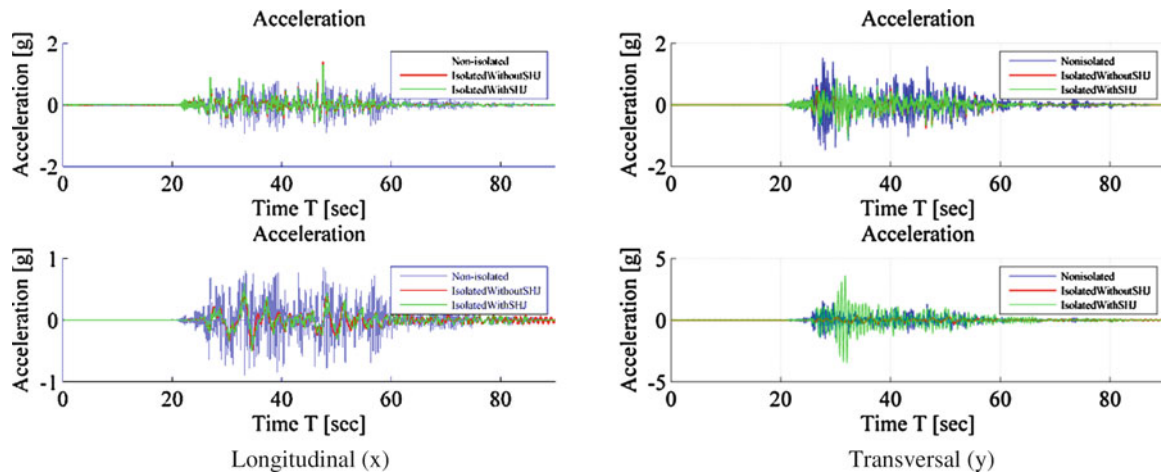 Acceleration
Acceleration [g]
2
0
-2
Non-isolated
IsolatedWithoutSHJ
IsolatedWithSHJ
0 20 40 60 80
Time T [sec]
Acceleration
Acceleration [g]
2
0
-2
Nonisolated
IsolatedWithoutSHJ
IsolatedWithSHJ
0 20 40 60 80
Time T [sec]
Acceleration
Acceleration [g]
1
0
-1
Non-isolated
IsolatedWithoutSHJ
IsolatedWithSHJ
0 20 40 60 80
Time T [sec]
Longitudinal (x)
Acceleration
Acceleration [g]
5
0
-5
Nonisolated
IsolatedWithoutSHJ
IsolatedWithSHJ
0 20 40 60 80
Time T [sec]
Transversal (y)